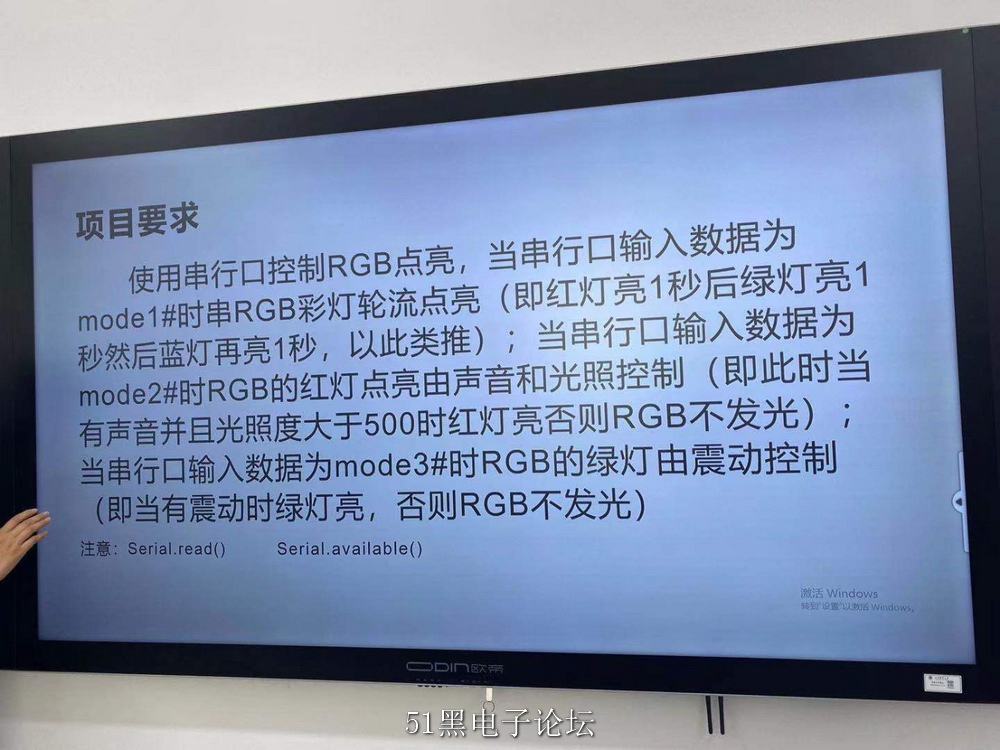 项目要求
使用串行口控制RGB点亮，当串行口输入数据为
mode1#时串RGB彩灯轮流点亮（即红灯亮1秒后绿灯亮1
秒然后蓝灯再亮1秒，以此类推）；当串行口输入数据为
mode2#时RGB的红灯点亮由声音和光照控制（即此时当
有声音并且光照度大于500时红灯亮否则RGB不发光）；
当串行口输入数据为mode3#时RGB的绿灯由震动控制
（即当有震动时绿灯亮，否则RGB不发光）
注意：Serial.read() Serial.available()
激活 Windows
转到“设置”以激活 Windows。
ODIN欧帝
51黑电子论坛